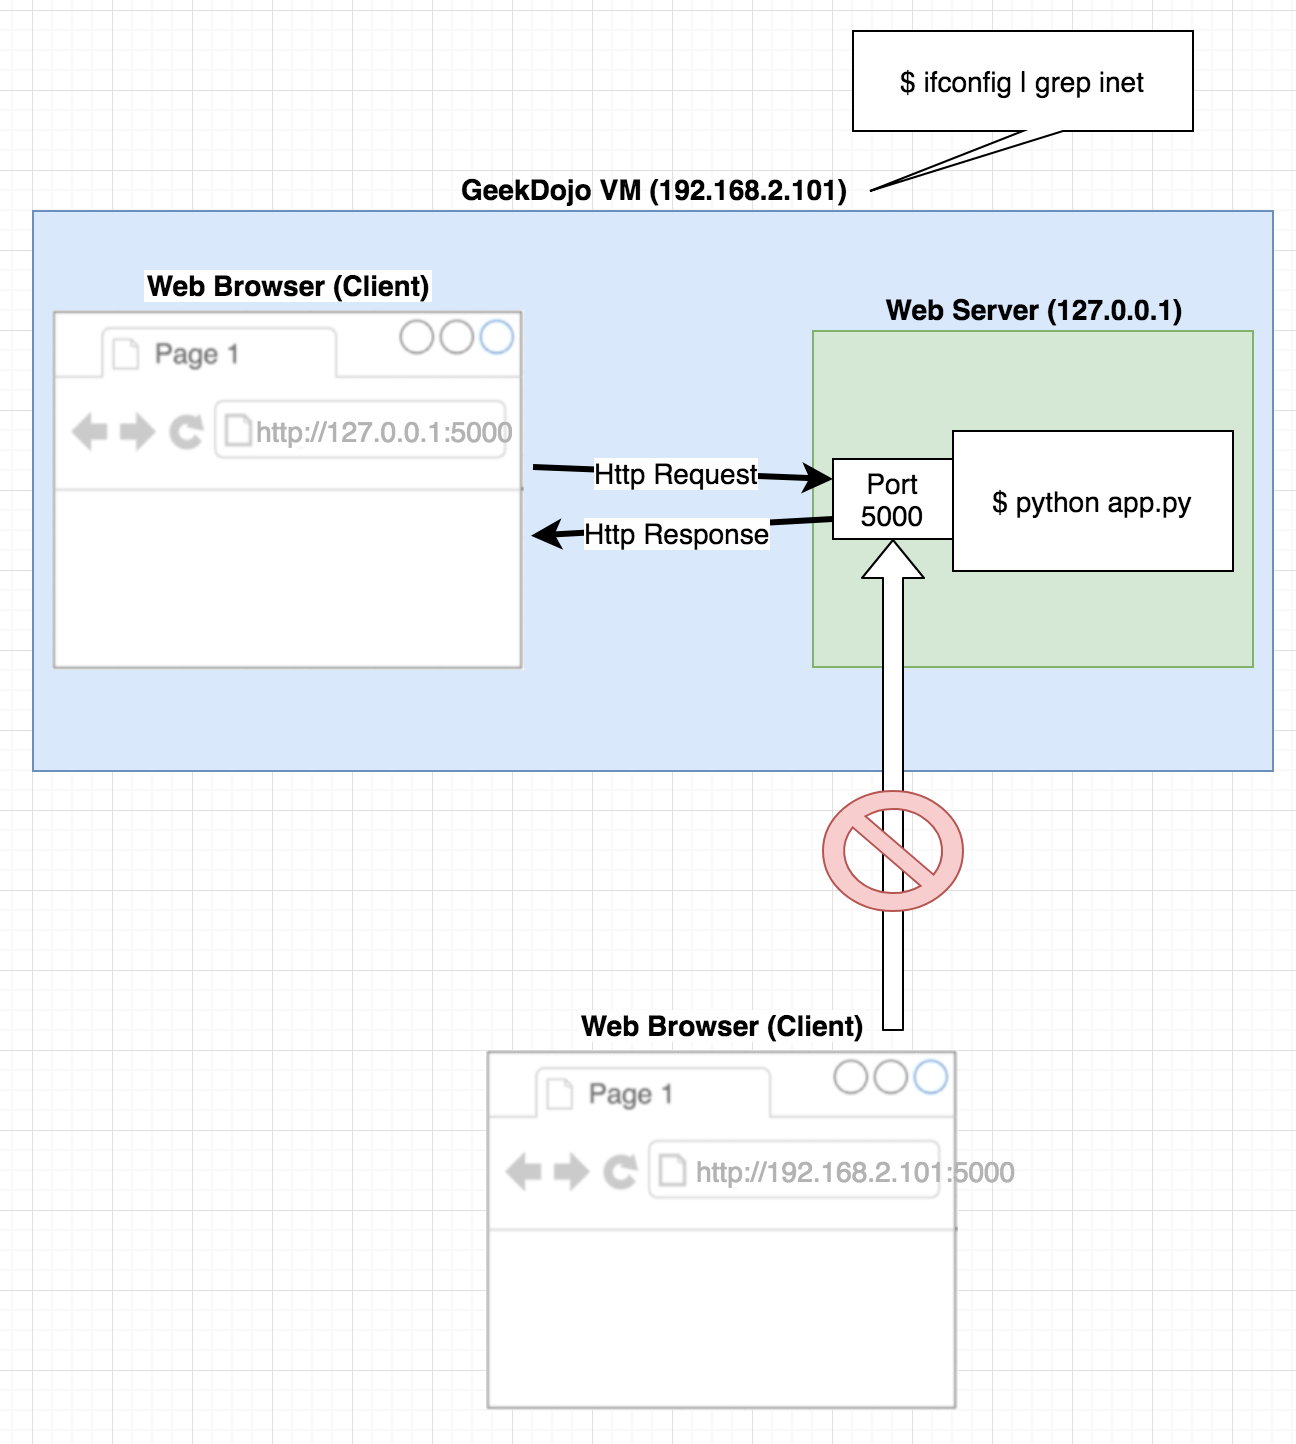 $ ifconfig | grep inet
GeekDojo VM (192.168.2.101)
Web Browser (Client)
Page 1
http://127.0.0.1:5000
Web Server (127.0.0.1)
Http Request
Http Response
Port
5000
$ python app.py
Web Browser (Client)
Page 1
http://192.168.2.101:5000